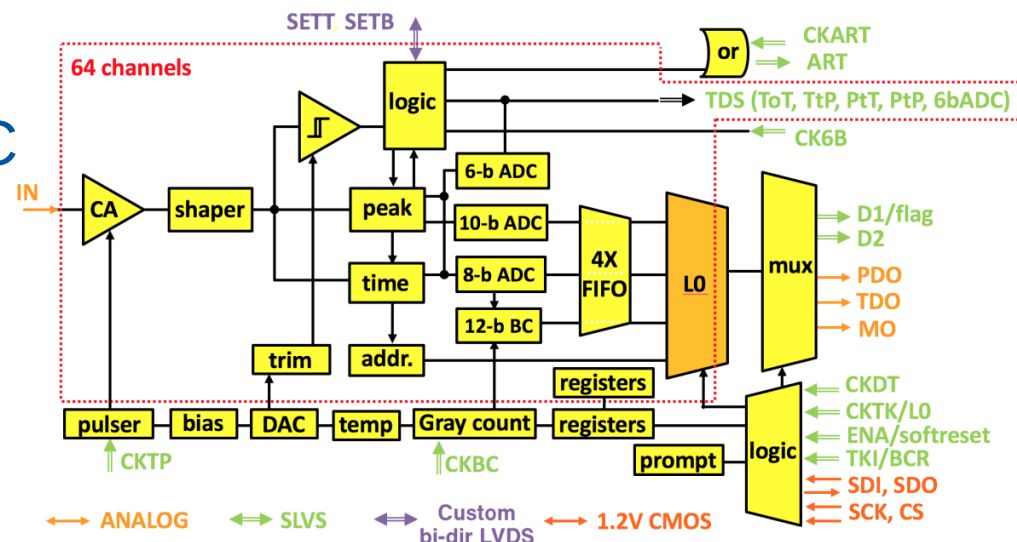 SETT, SETB
CKART
ART
or
64 channels
logic
TDS (ToT, TtP, PtT, PtP, 6bADC)
CK6B
C
IN
CA
shaper
6-b ADC
peak
10-b ADC
4X
FIFO
time
8-b ADC
L0
mux
D1/flag
D2
PDO
TDO
MO
12-b BC
trim
addr.
registers
CKDT
pulser
bias
DAC
temp
Gray count
registers
logic
CKTK/L0
ENA/softreset
TKI/BCR
prompt
CKTP
CKBC
SDI, SDO
SCK, CS
ANALOG
SLVS
Custom
bi-dir LVDS
1.2V CMOS